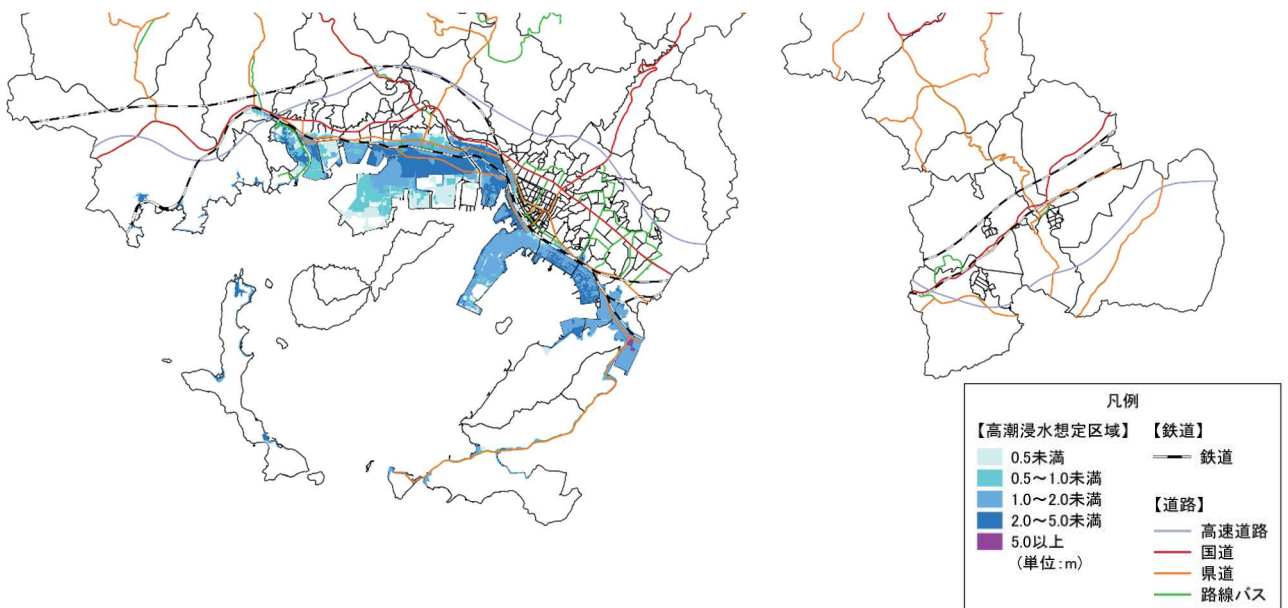 凡例
【高潮浸水想定区域】
0.5未満
0.5～1.0未満
1.0～2.0未満
2.0～5.0未満
5.0以上
(単位:m)
【鉄道】
鉄道
【道路】
高速道路
国道
県道
路線バス